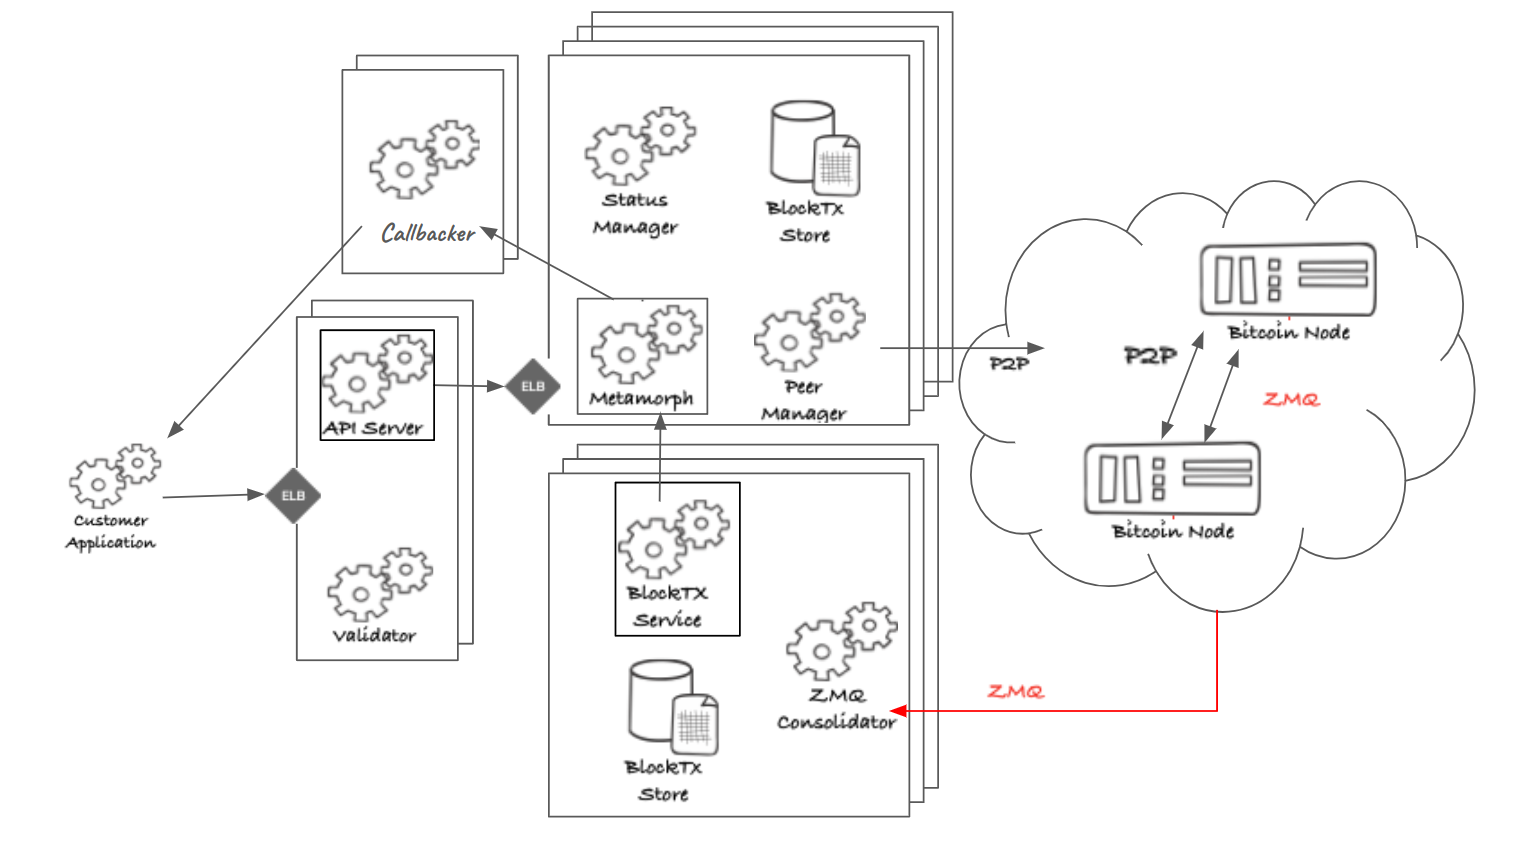 Callbacker
Status
Manager
BlockTx
Store
ELB
Metamorph
Peer
Manager
API Server
ELB
Validator
Customer
Application
P2P
P2P
Bitcoin Node
ZMQ
Bitcoin Node
BlockTX
Service
ZMQ
Consolidator
BlockTx
Store
ZMQ